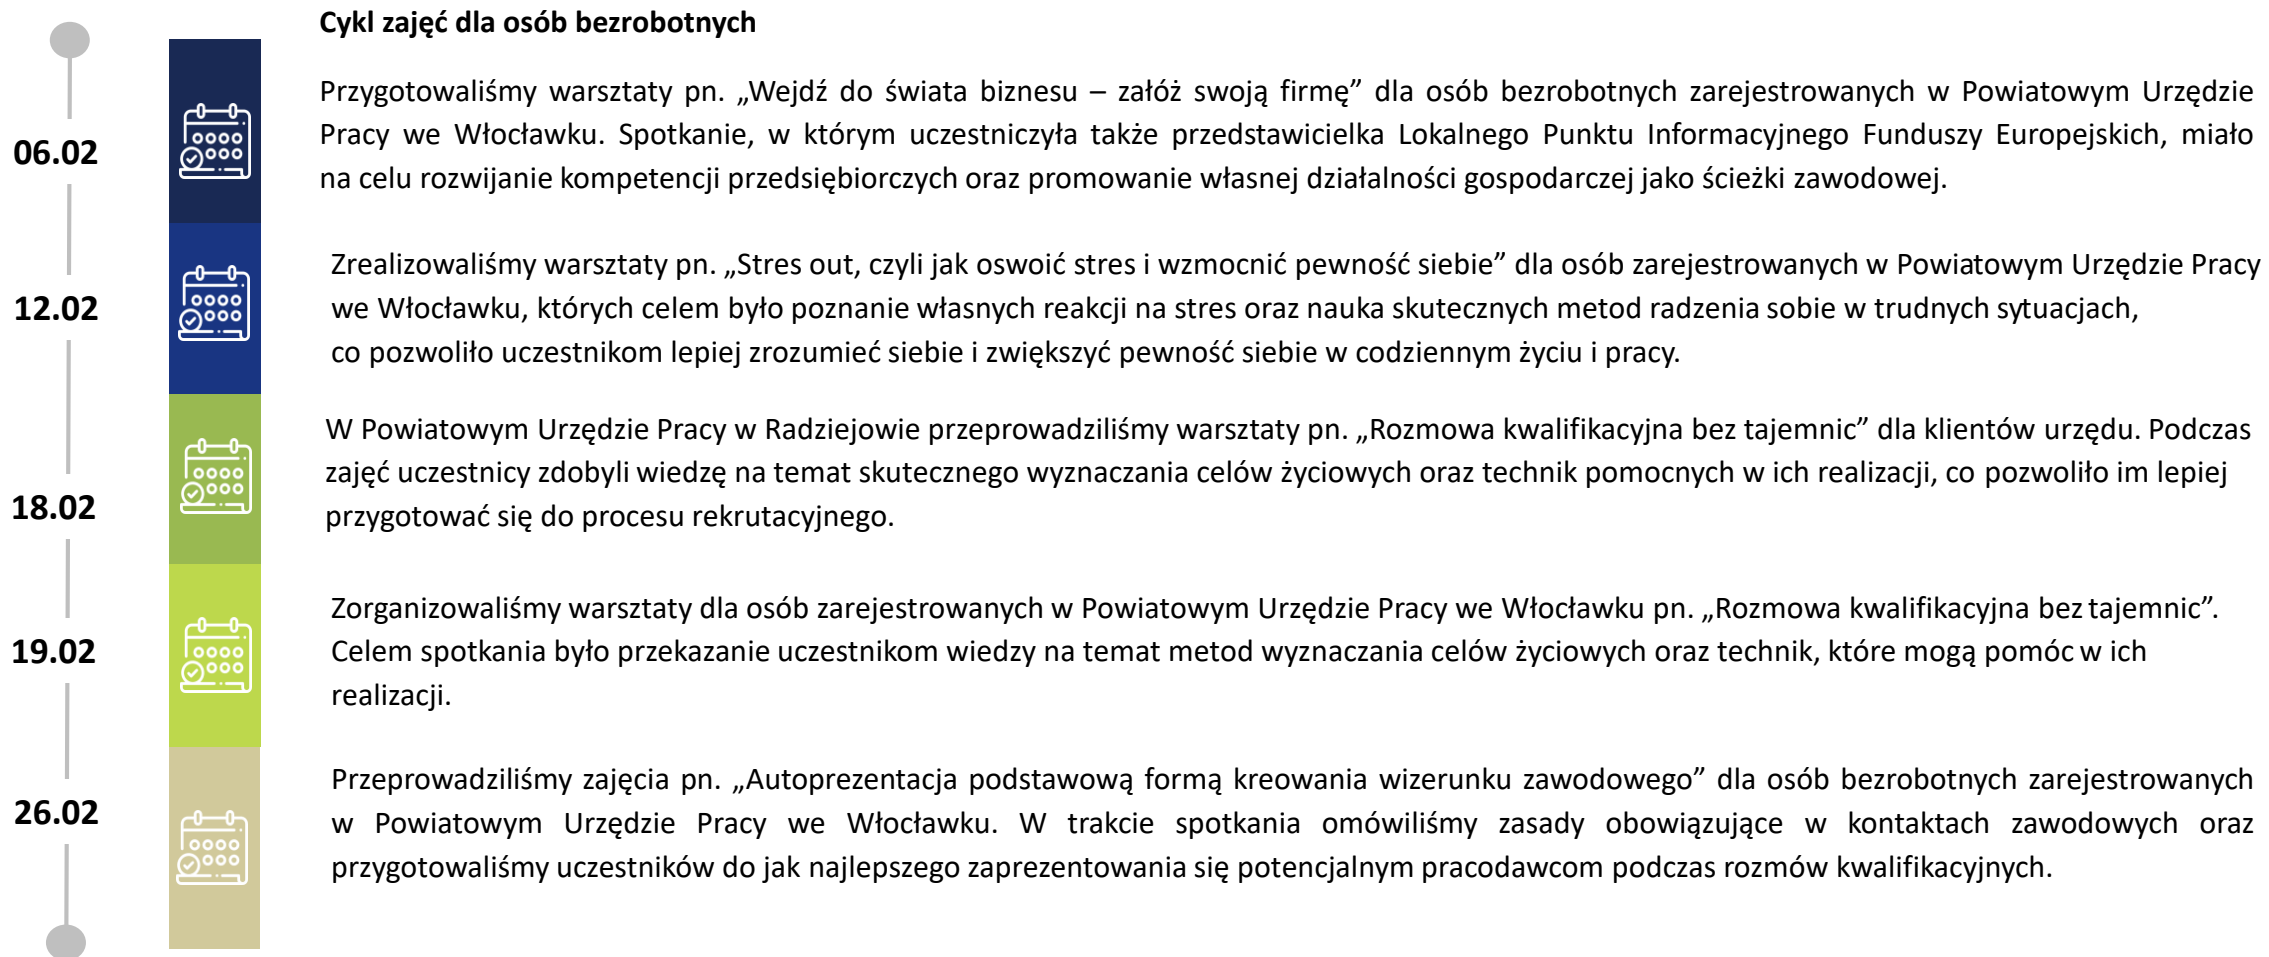 Cykl zajęć dla osób bezrobotnych
06.02
Przygotowaliśmy warsztaty pn. „Wejdź do świata biznesu – załóż swoją firmę” dla osób bezrobotnych zarejestrowanych w Powiatowym Urzędzie
Pracy we Włocławku. Spotkanie, w którym uczestniczyła także przedstawicielka Lokalnego Punktu Informacyjnego Funduszy Europejskich, miało
na celu rozwijanie kompetencji przedsiębiorczych oraz promowanie własnej działalności gospodarczej jako ścieżki zawodowej.
12.02
Zrealizowaliśmy warsztaty pn. „Stres out, czyli jak oswoić stres i wzmocnić pewność siebie” dla osób zarejestrowanych w Powiatowym Urzędzie Pracy
we Włocławku, których celem było poznanie własnych reakcji na stres oraz nauka skutecznych metod radzenia sobie w trudnych sytuacjach,
co pozwoliło uczestnikom lepiej zrozumieć siebie i zwiększyć pewność siebie w codziennym życiu i pracy.
18.02
W Powiatowym Urzędzie Pracy w Radziejowie przeprowadziliśmy warsztaty pn. „Rozmowa kwalifikacyjna bez tajemnic” dla klientów urzędu. Podczas
zajęć uczestnicy zdobyli wiedzę na temat skutecznego wyznaczania celów życiowych oraz technik pomocnych w ich realizacji, co pozwoliło im lepiej
przygotować się do procesu rekrutacyjnego.
19.02
Zorganizowaliśmy warsztaty dla osób zarejestrowanych w Powiatowym Urzędzie Pracy we Włocławku pn. „Rozmowa kwalifikacyjna bez tajemnic”.
Celem spotkania było przekazanie uczestnikom wiedzy na temat metod wyznaczania celów życiowych oraz technik, które mogą pomóc w ich
realizacji.
26.02
Przeprowadziliśmy zajęcia pn. „Autoprezentacja podstawową formą kreowania wizerunku zawodowego” dla osób bezrobotnych zarejestrowanych
w Powiatowym Urzędzie Pracy we Włocławku. W trakcie spotkania omówiliśmy zasady obowiązujące w kontaktach zawodowych oraz
przygotowaliśmy uczestników do jak najlepszego zaprezentowania się potencjalnym pracodawcom podczas rozmów kwalifikacyjnych.